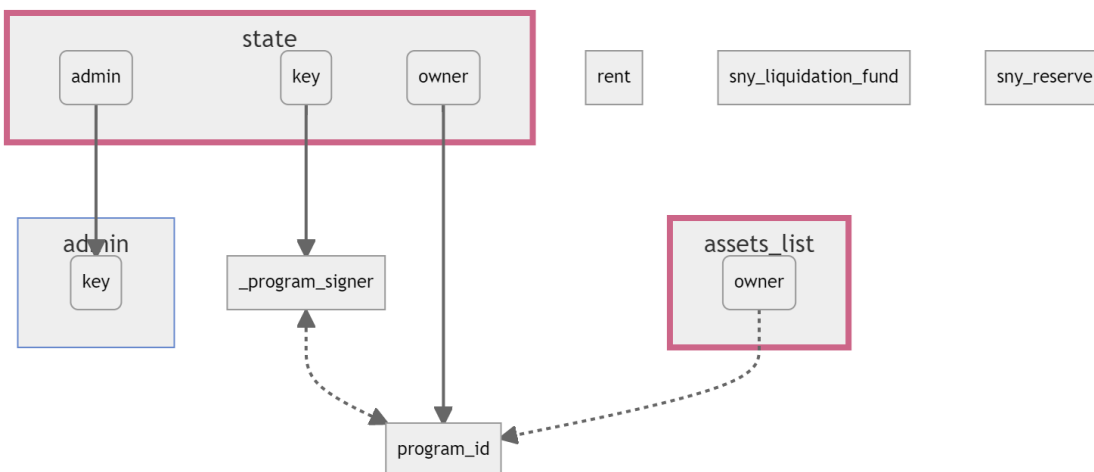 state
admin
key
owner
rent
sny_liquidation_fund
sny_reserve
admin
key
_program_signer
assets_list
owner
program_id